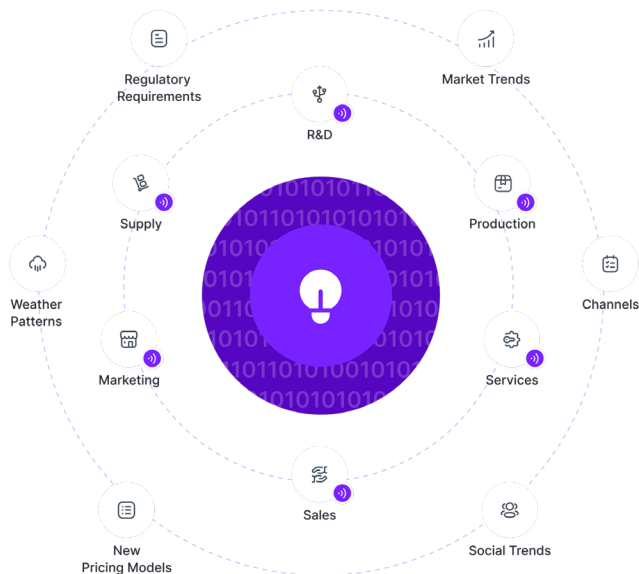 Regulatory
Requirements
Market Trends
R&D
Supply
Production
Weather
Patterns
Channels
Marketing
Services
Sales
New
Pricing Models
Social Trends